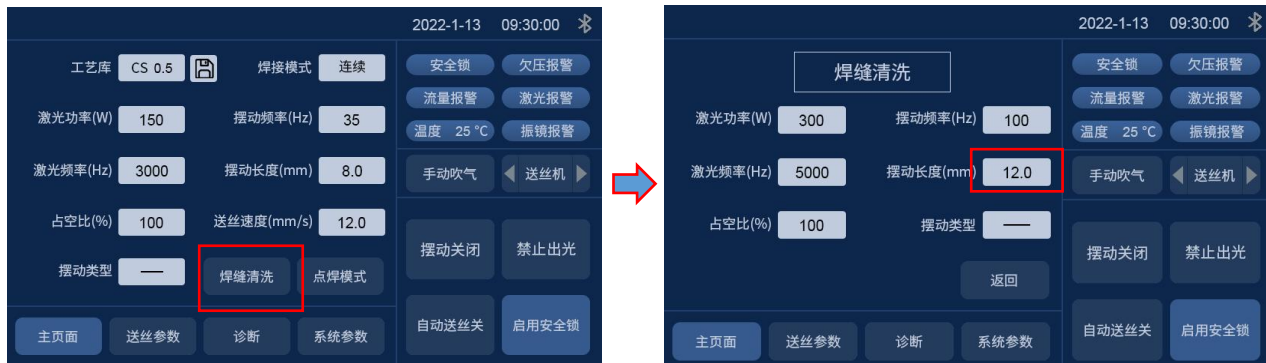 2022-1-13 09:30:00
工艺库 CS 0.5 焊接模式 连续
激光功率(W) 150 摆动频率(Hz) 35
激光频率(Hz) 3000 摆动长度(mm) 8.0
占空比(%) 100 送丝速度(mm/s) 12.0
摆动类型 焊缝清洗 点焊模式
主页面 送丝参数 诊断 系统参数
安全锁 欠压报警
流量报警 激光报警
温度 25 °C 振镜报警
手动吹气 送丝机
摆动关闭 禁止出光
自动送丝关 启用安全锁
2022-1-13 09:30:00
焊缝清洗
激光功率(W) 300 摆动频率(Hz) 100
激光频率(Hz) 5000 摆动长度(mm) 12.0
占空比(%) 100 摆动类型
返回
主页面 送丝参数 诊断 系统参数
安全锁 欠压报警
流量报警 激光报警
温度 25 °C 振镜报警
手动吹气 送丝机
摆动关闭 禁止出光
自动送丝关 启用安全锁